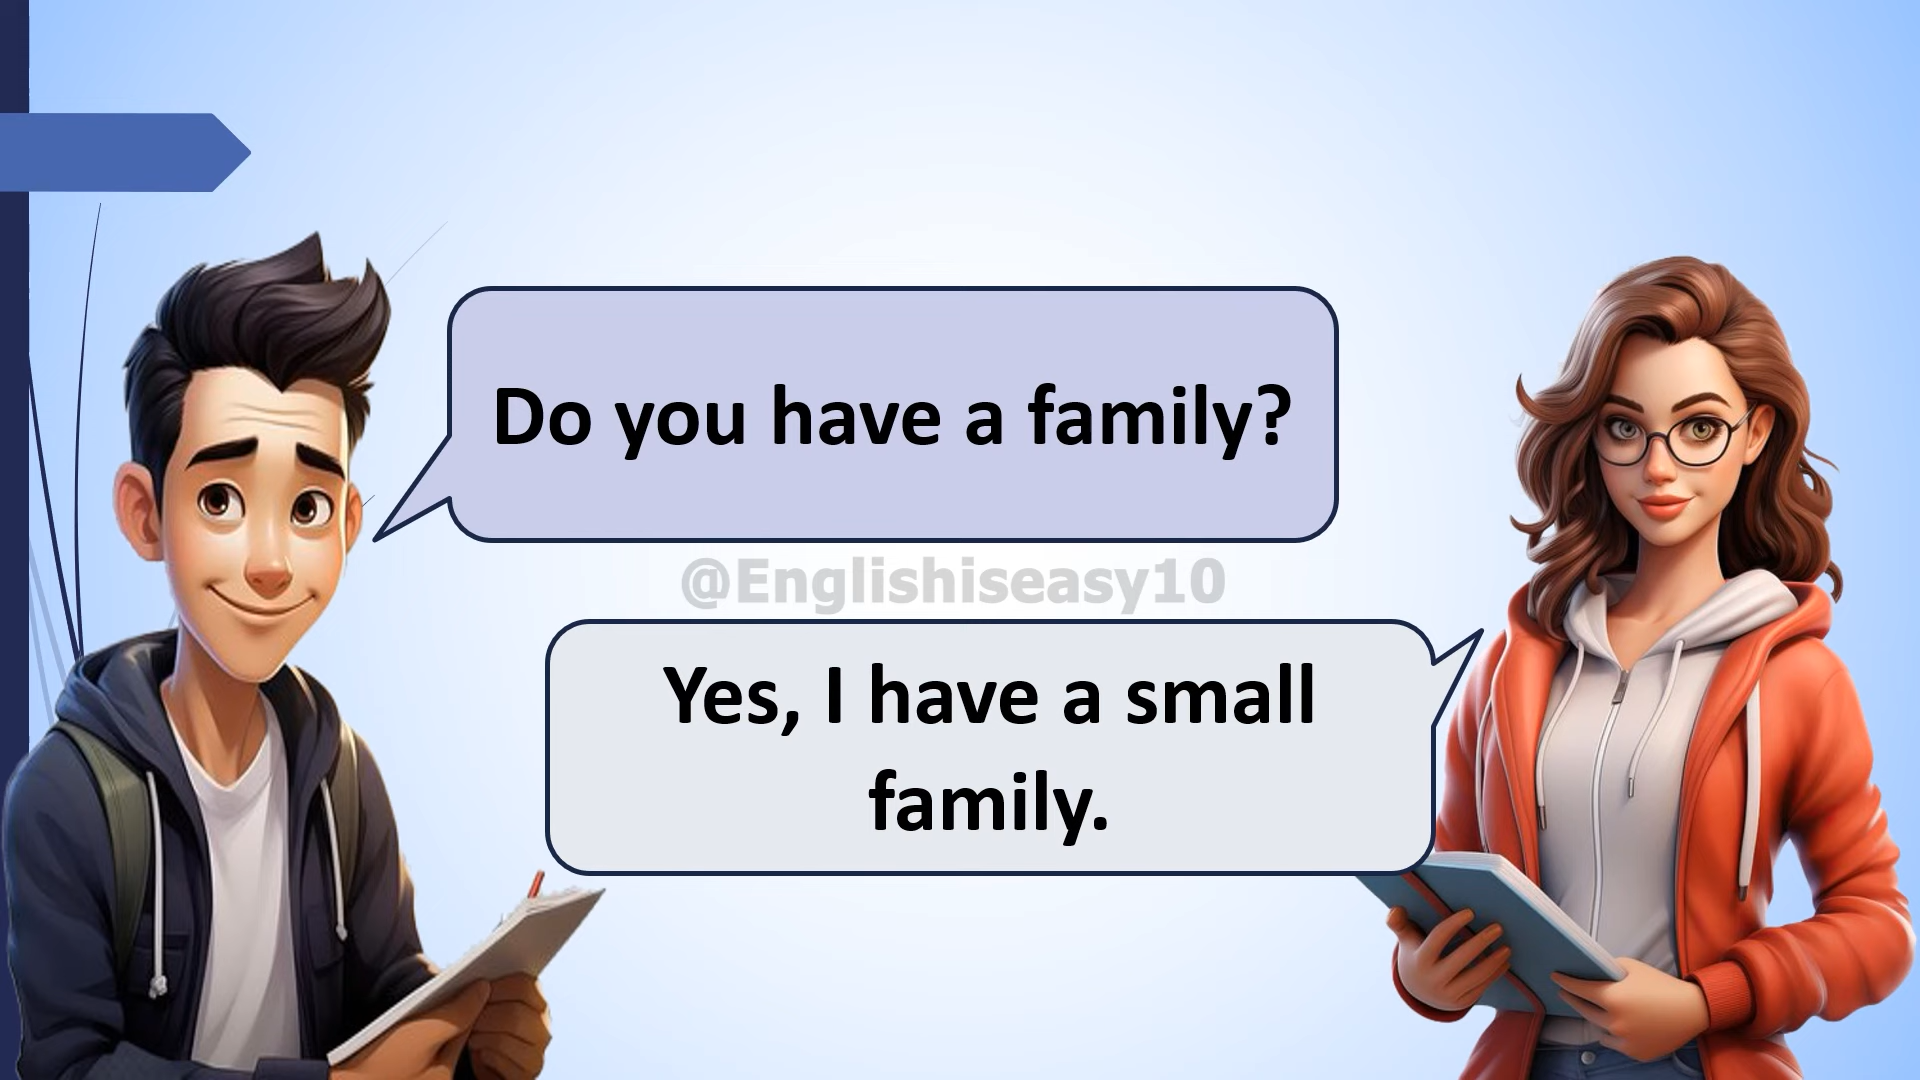 Do you have a family?
@Englishiseasy10
Yes, I have a small
family.